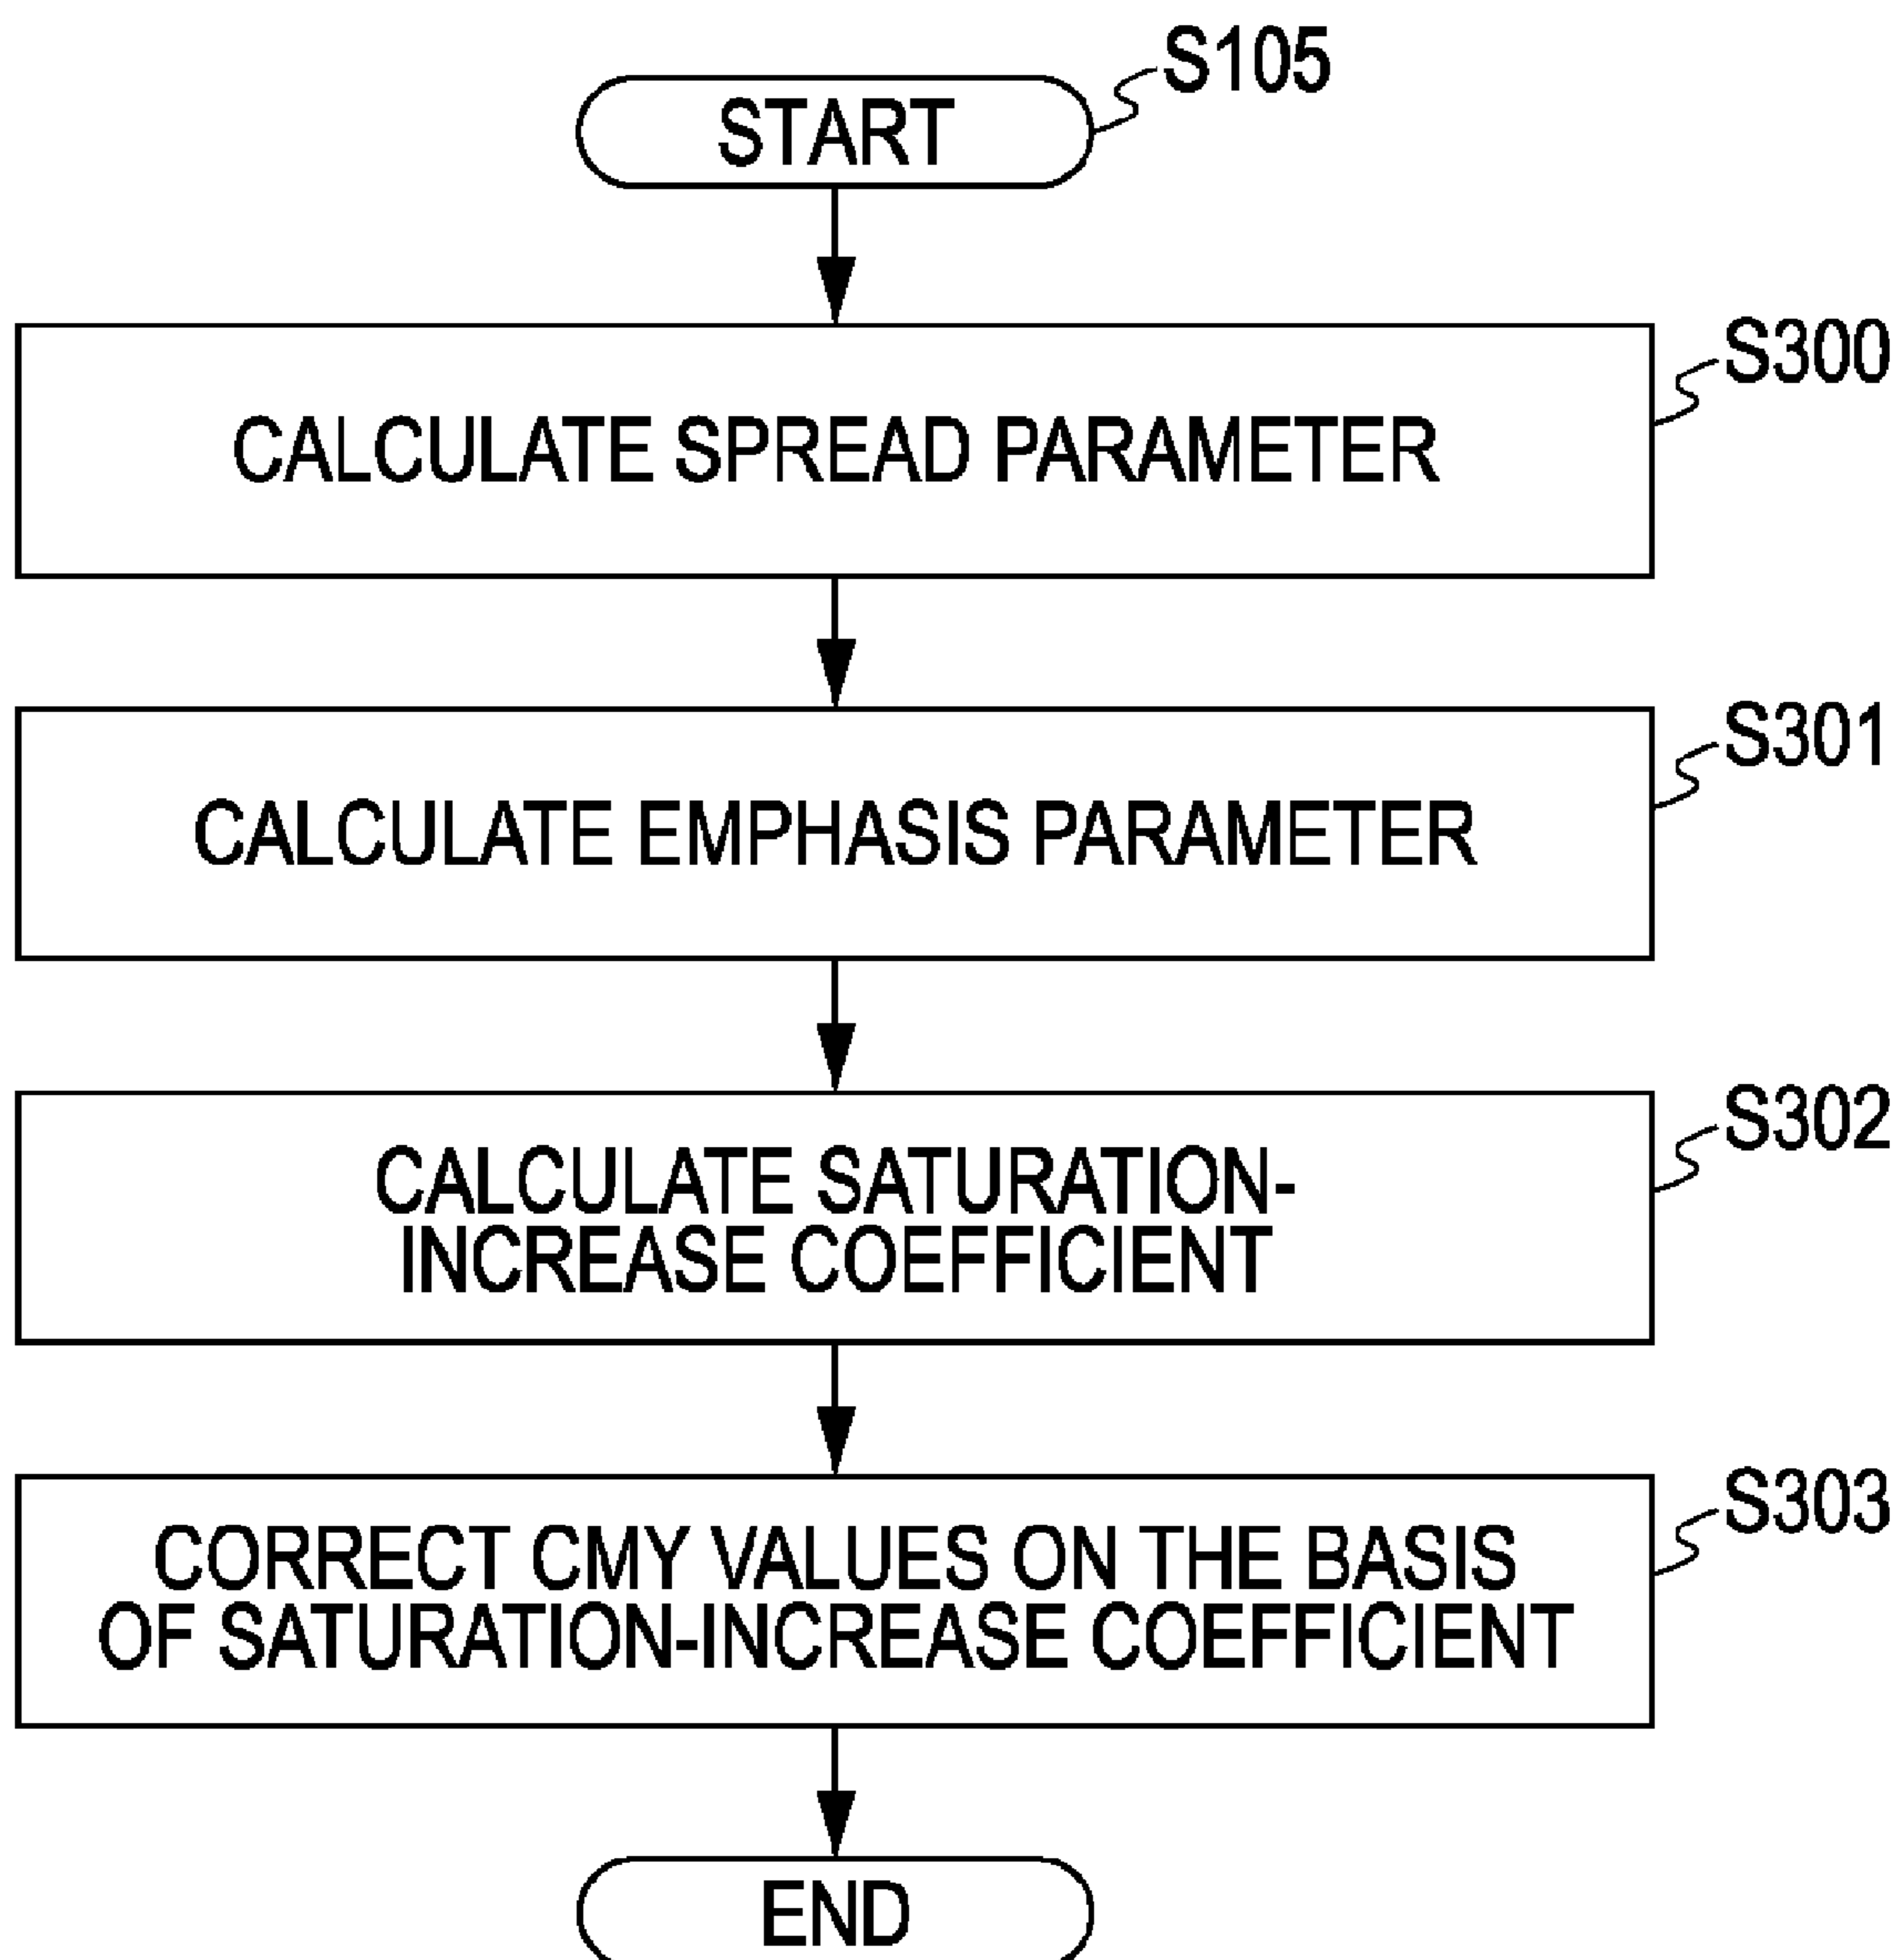 START
S105
CALCULATE SPREAD PARAMETER
S300
CALCULATE EMPHASIS PARAMETER
S301
CALCULATE SATURATION-
INCREASE COEFFICIENT
S302
CORRECT CMY VALUES ON THE BASIS
OF SATURATION-INCREASE COEFFICIENT
S303
END